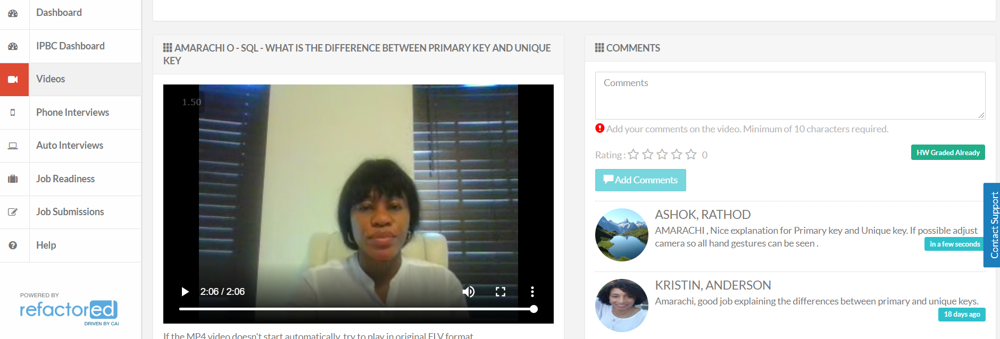 Dashboard
IPBC Dashboard
Videos
Phone Interviews
Auto Interviews
Job Readiness
Job Submissions
Help
POWERED BY
refactored
DRIVEN BY CAI
AMARACHI O - SQL - WHAT IS THE DIFFERENCE BETWEEN PRIMARY KEY AND UNIQUE
KEY
1.50
2:06 / 2:06
If the MP4 video doesn't start automatically, try to play in original FLV format
COMMENTS
Comments
Add your comments on the video. Minimum of 10 characters required.
Rating : 0
HW Graded Already
Add Comments
ASHOK, RATHOD
AMARACHI , Nice explanation for Primary key and Unique key. If possible adjust
camera so all hand gestures can be seen .
in a few seconds
KRISTIN, ANDERSON
Amarachi, good job explaining the differences between primary and unique keys.
18 days ago
Contact Support